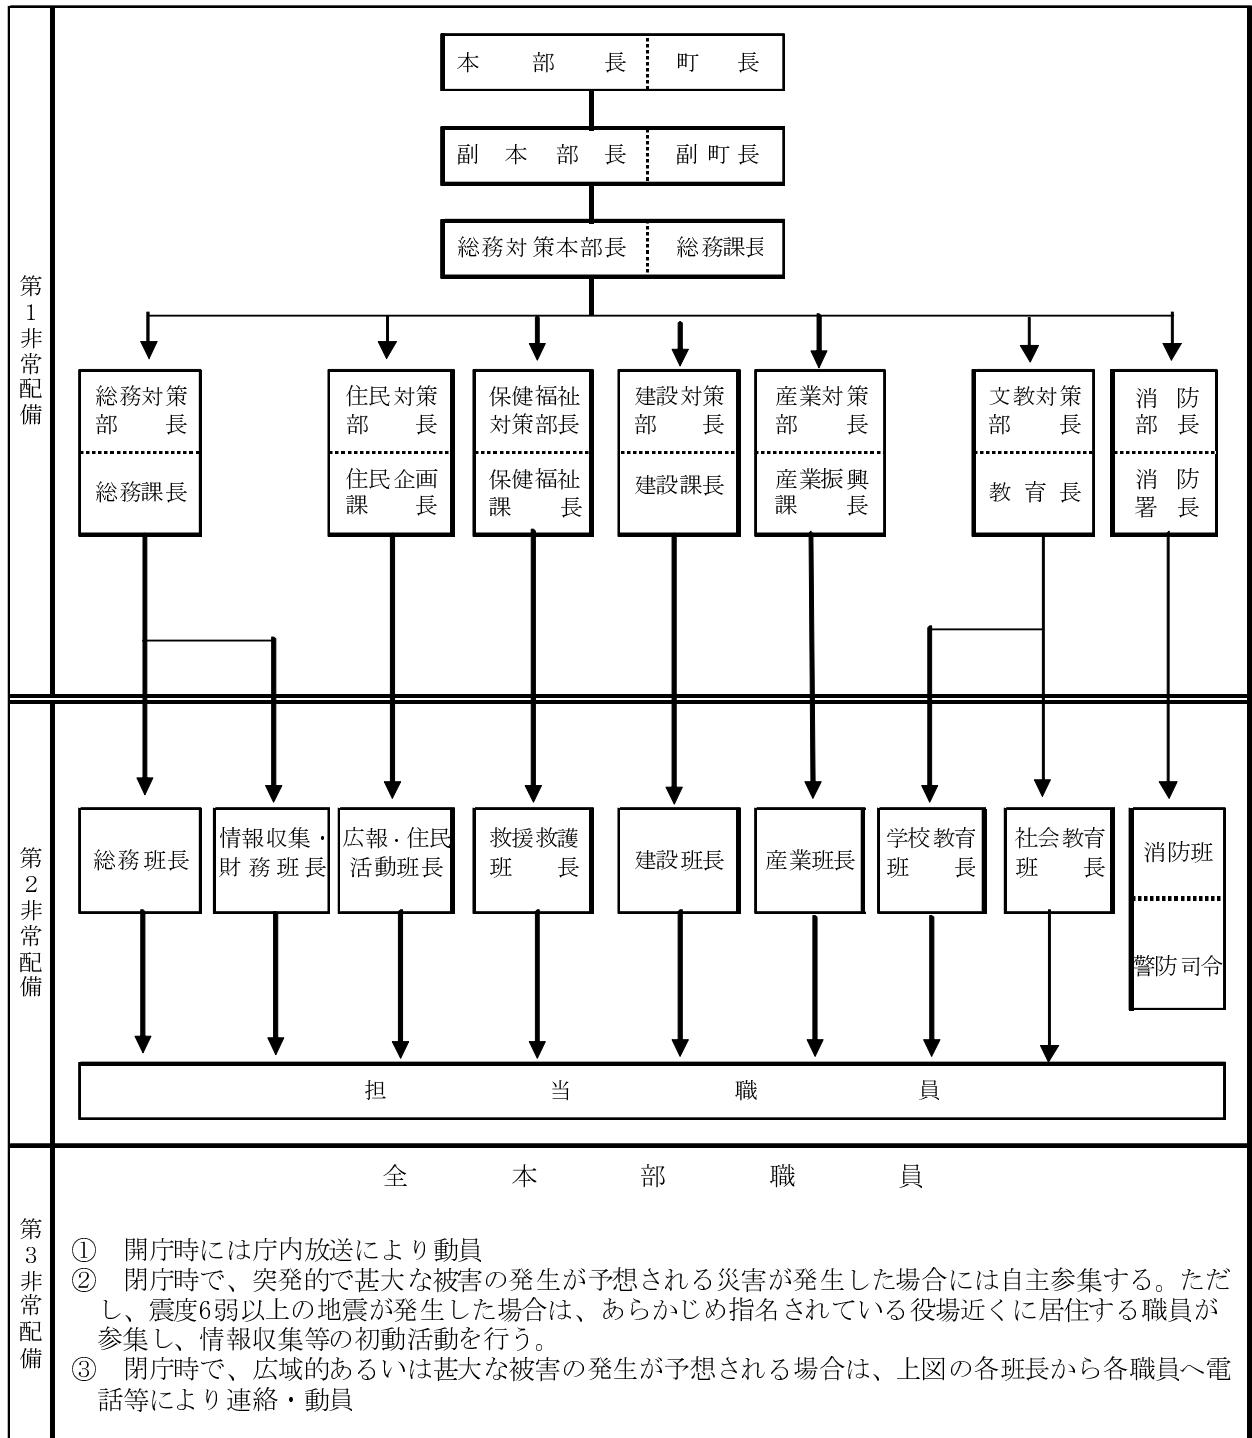 本部長 町長
副本部長 副町長
総務対策本部長 総務課長
第1非常配備
総務対策
部長
総務課長
住民対策
部長
住民企画
課長
保健福祉
対策部長
保健福祉
課長
建設対策
部長
建設課長
産業対策
部長
産業振興
課長
文教対策
部長
教育長
消防
部長
消防
署長
第2非常配備
総務班長
情報収集・
財務班長
広報・住民
活動班長
救援救護
班長
建設班長
産業班長
学校教育
班長
社会教育
班長
消防班
警防司令
担当職員
第3非常配備
全本部職員
① 開庁時には庁内放送により動員
② 閉庁時で、突発的で甚大な被害の発生が予想される災害が発生した場合には自主参集する。ただ
し、震度6弱以上の地震が発生した場合は、あらかじめ指名されている役場近くに居住する職員が
参集し、情報収集等の初動活動を行う。
③ 閉庁時で、広域的あるいは甚大な被害の発生が予想される場合は、上図の各班長から各職員へ電
話等により連絡・動員